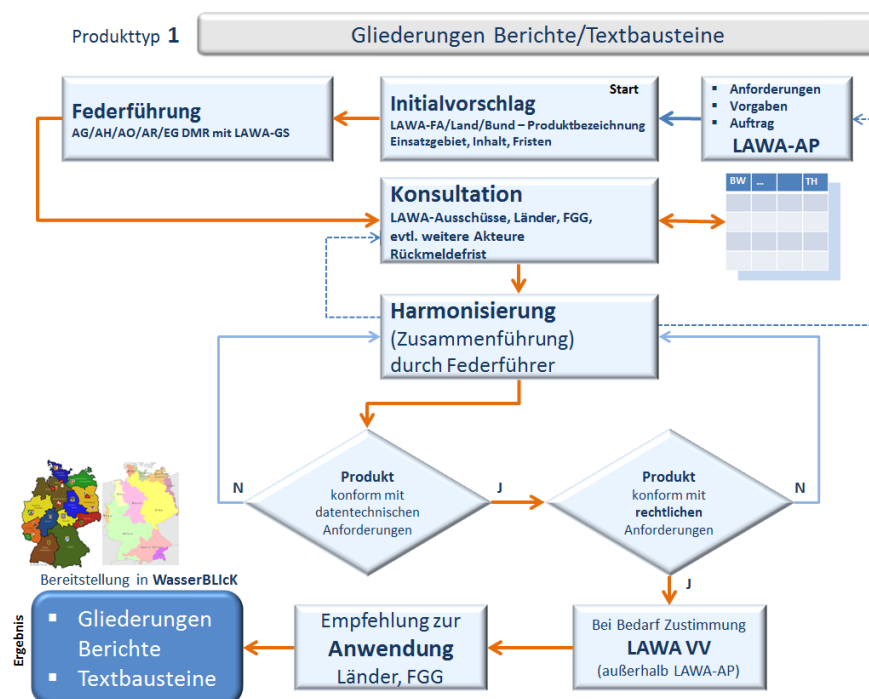 Produkttyp 1
Gliederungen Berichte/Textbausteine
Federführung
AG/AH/AO/AR/EG DMR mit LAWA-GS
Start
Initialvorschlag
LAWA-FA/Land/Bund – Produktbezeichnung
Einsatzgebiet, Inhalt, Fristen
▪ Anforderungen
▪ Vorgaben
▪ Auftrag
LAWA-AP
Konsultation
LAWA-Ausschüsse, Länder, FGG,
evtl. weitere Akteure
Rückmeldefrist
BW ... TH
Harmonisierung
(Zusammenführung)
durch Federführer
N
Produkt
konform mit
datentechnischen
Anforderungen
J
Produkt
konform mit
rechtlichen
Anforderungen
N
J
Bereitstellung in WasserBLIcK
Ergebnis
▪ Gliederungen
Berichte
▪ Textbausteine
Empfehlung zur
Anwendung
Länder, FGG
Bei Bedarf Zustimmung
LAWA VV
(außerhalb LAWA-AP)